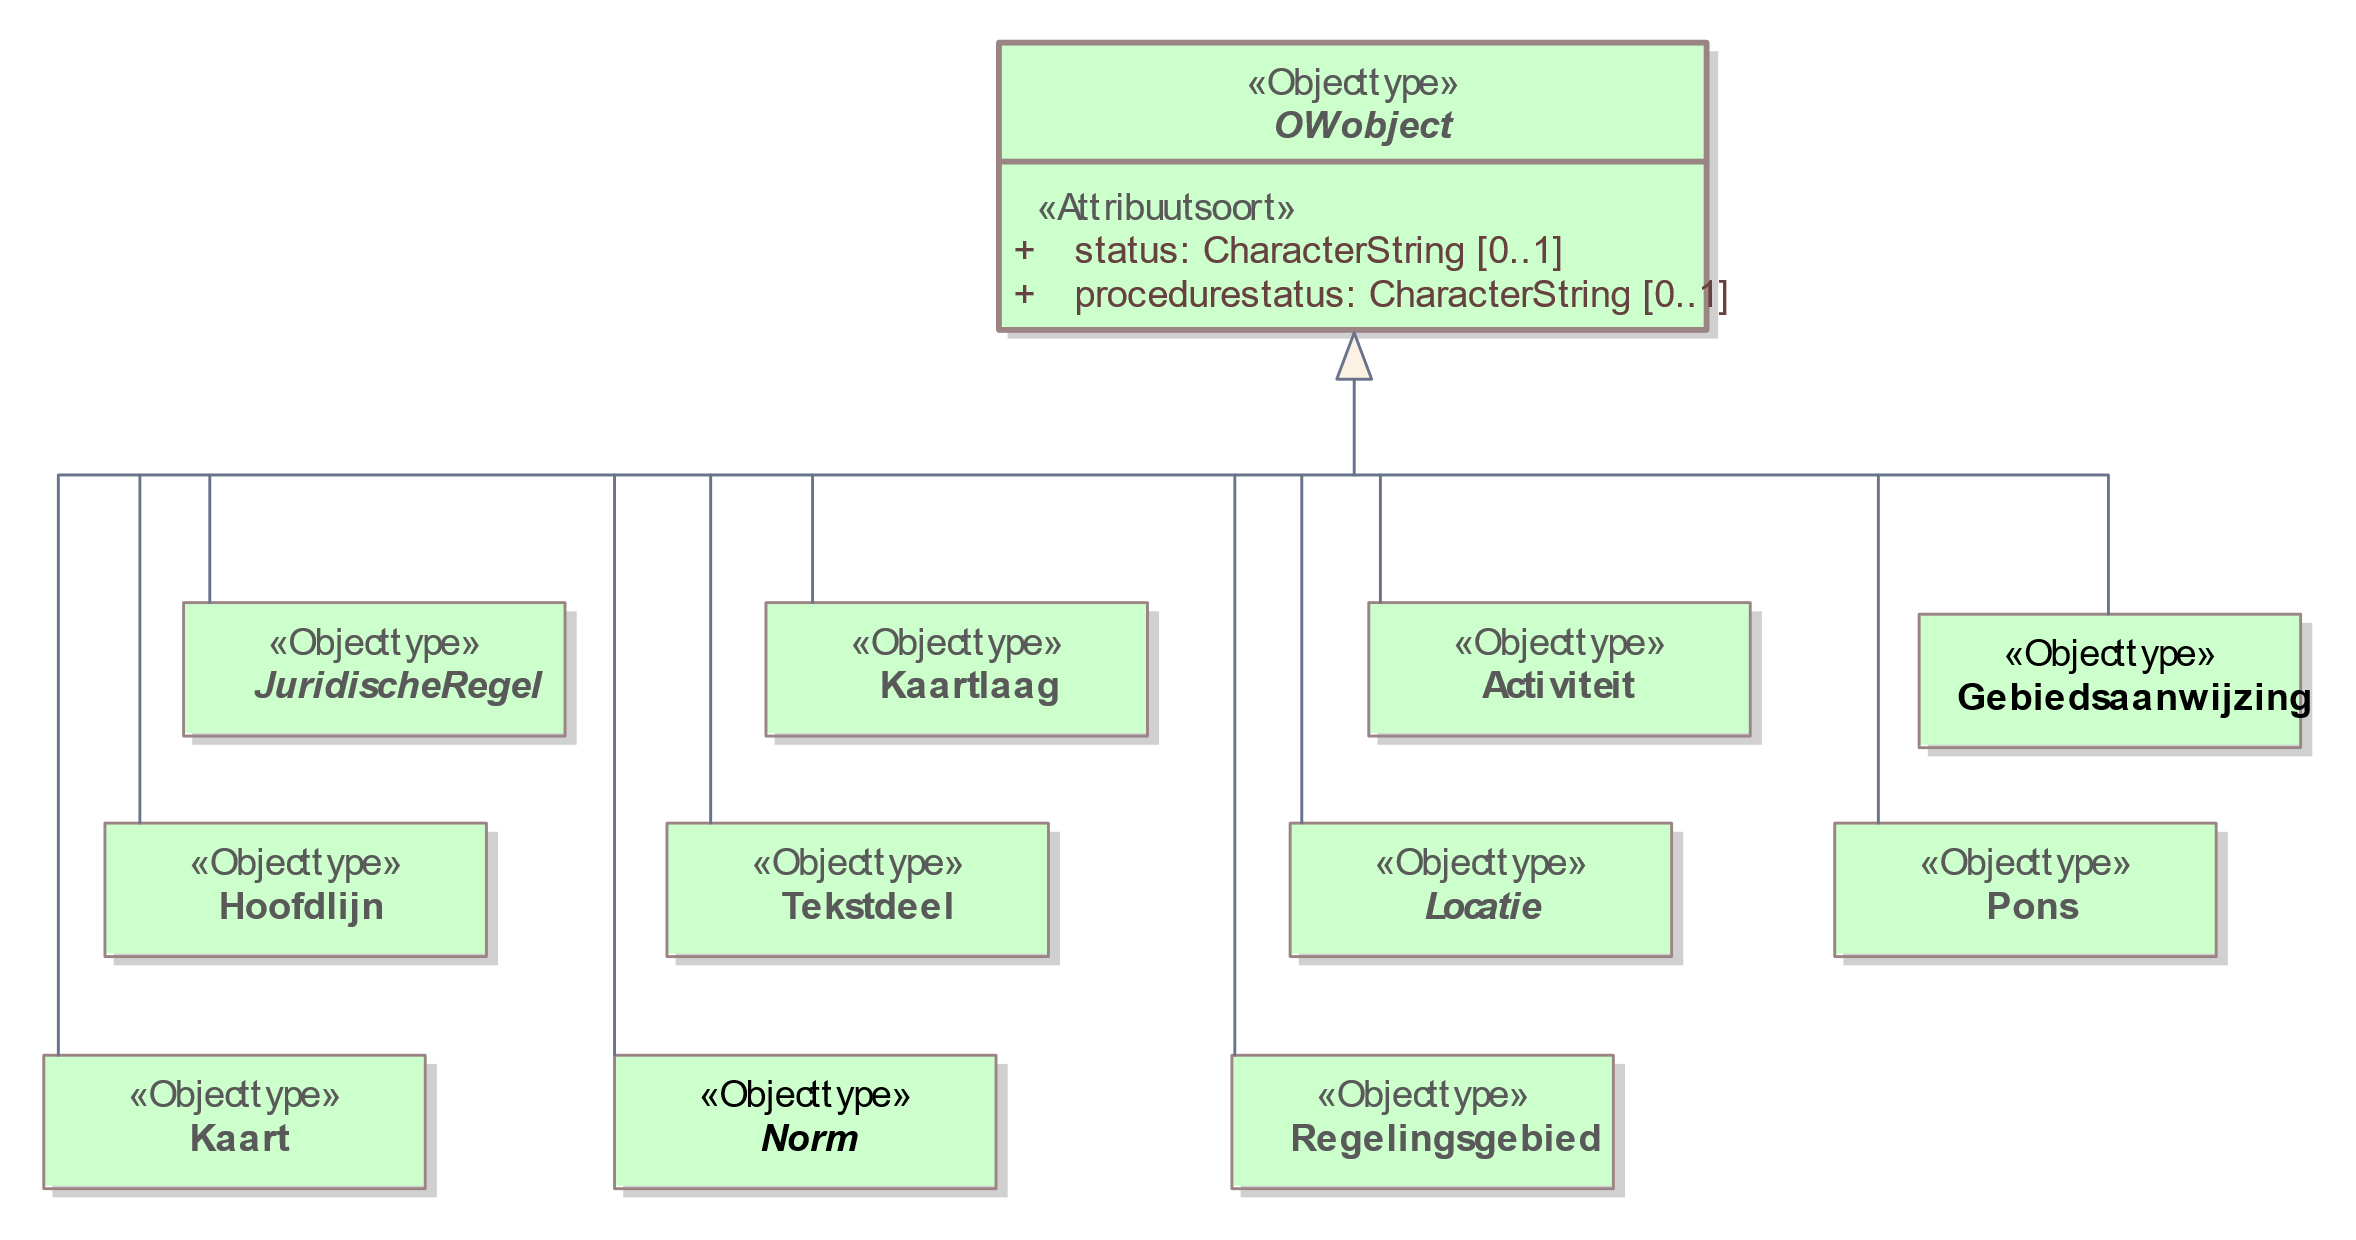 «Objecttype»
OWobject
«Attribuutsoort»
+ status: CharacterString [0..1]
+ procedurestatus: CharacterString [0..1]
«Objecttype»
JuridischeRegel
«Objecttype»
Kaartlaag
«Objecttype»
Activiteit
«Objecttype»
Gebiedsaanwijzing
«Objecttype»
Hoofdlijn
«Objecttype»
Tekstdeel
«Objecttype»
Locatie
«Objecttype»
Pons
«Objecttype»
Kaart
«Objecttype»
Norm
«Objecttype»
Regelingsgebied